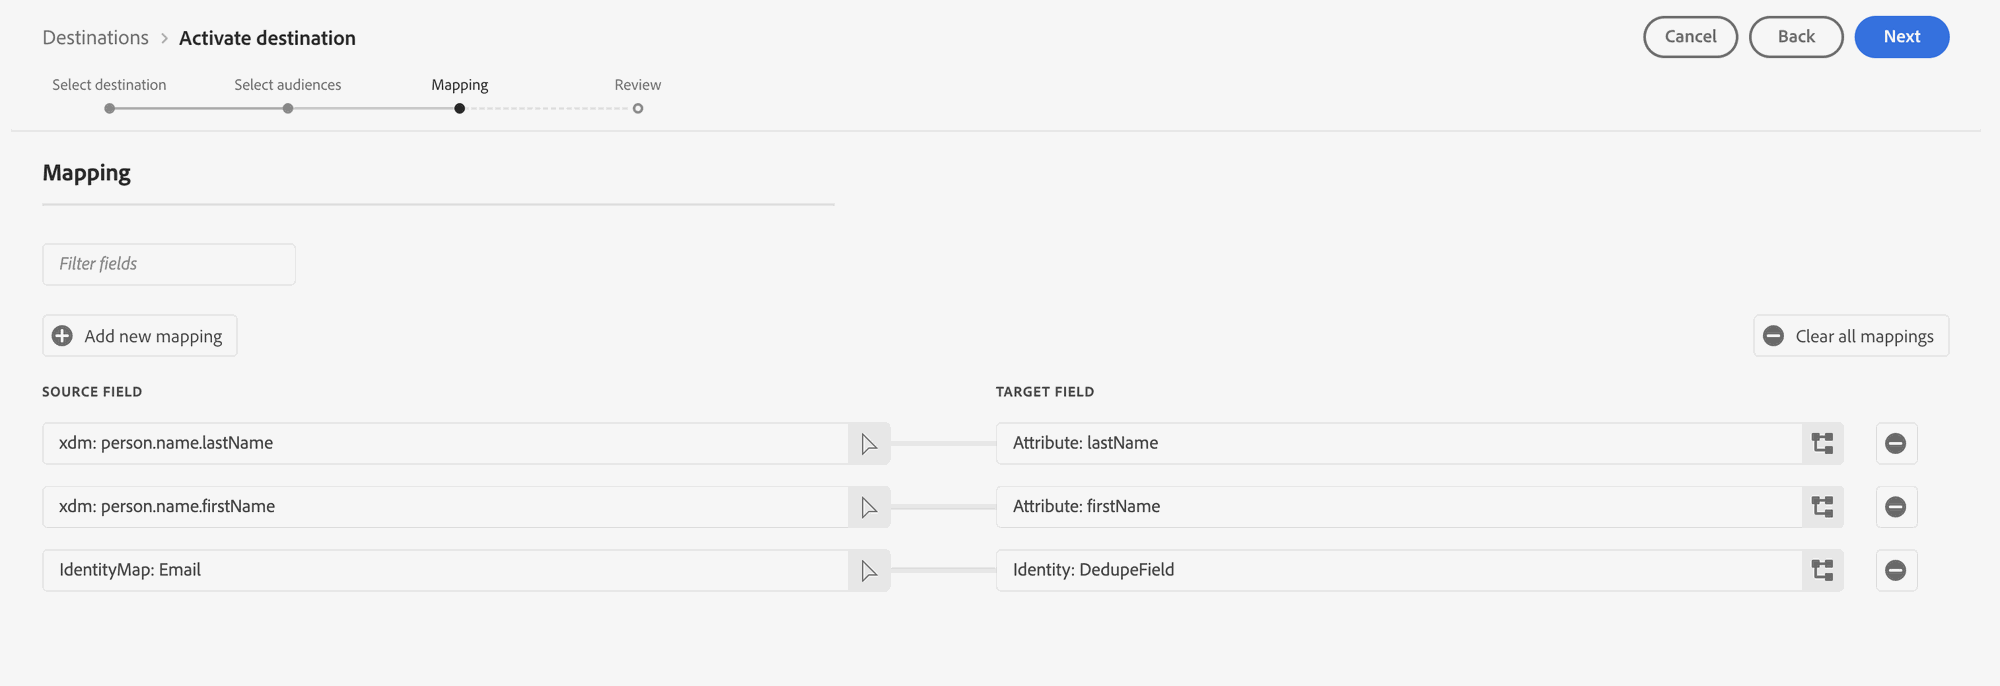 Destinations > Activate destination
Cancel
Back
Next
Select destination
Select audiences
Mapping
Review
Mapping
Filter fields
Add new mapping
Clear all mappings
SOURCE FIELD
TARGET FIELD
xdm: person.name.lastName
Attribute: lastName
xdm: person.name.firstName
Attribute: firstName
IdentityMap: Email
Identity: DedupeField